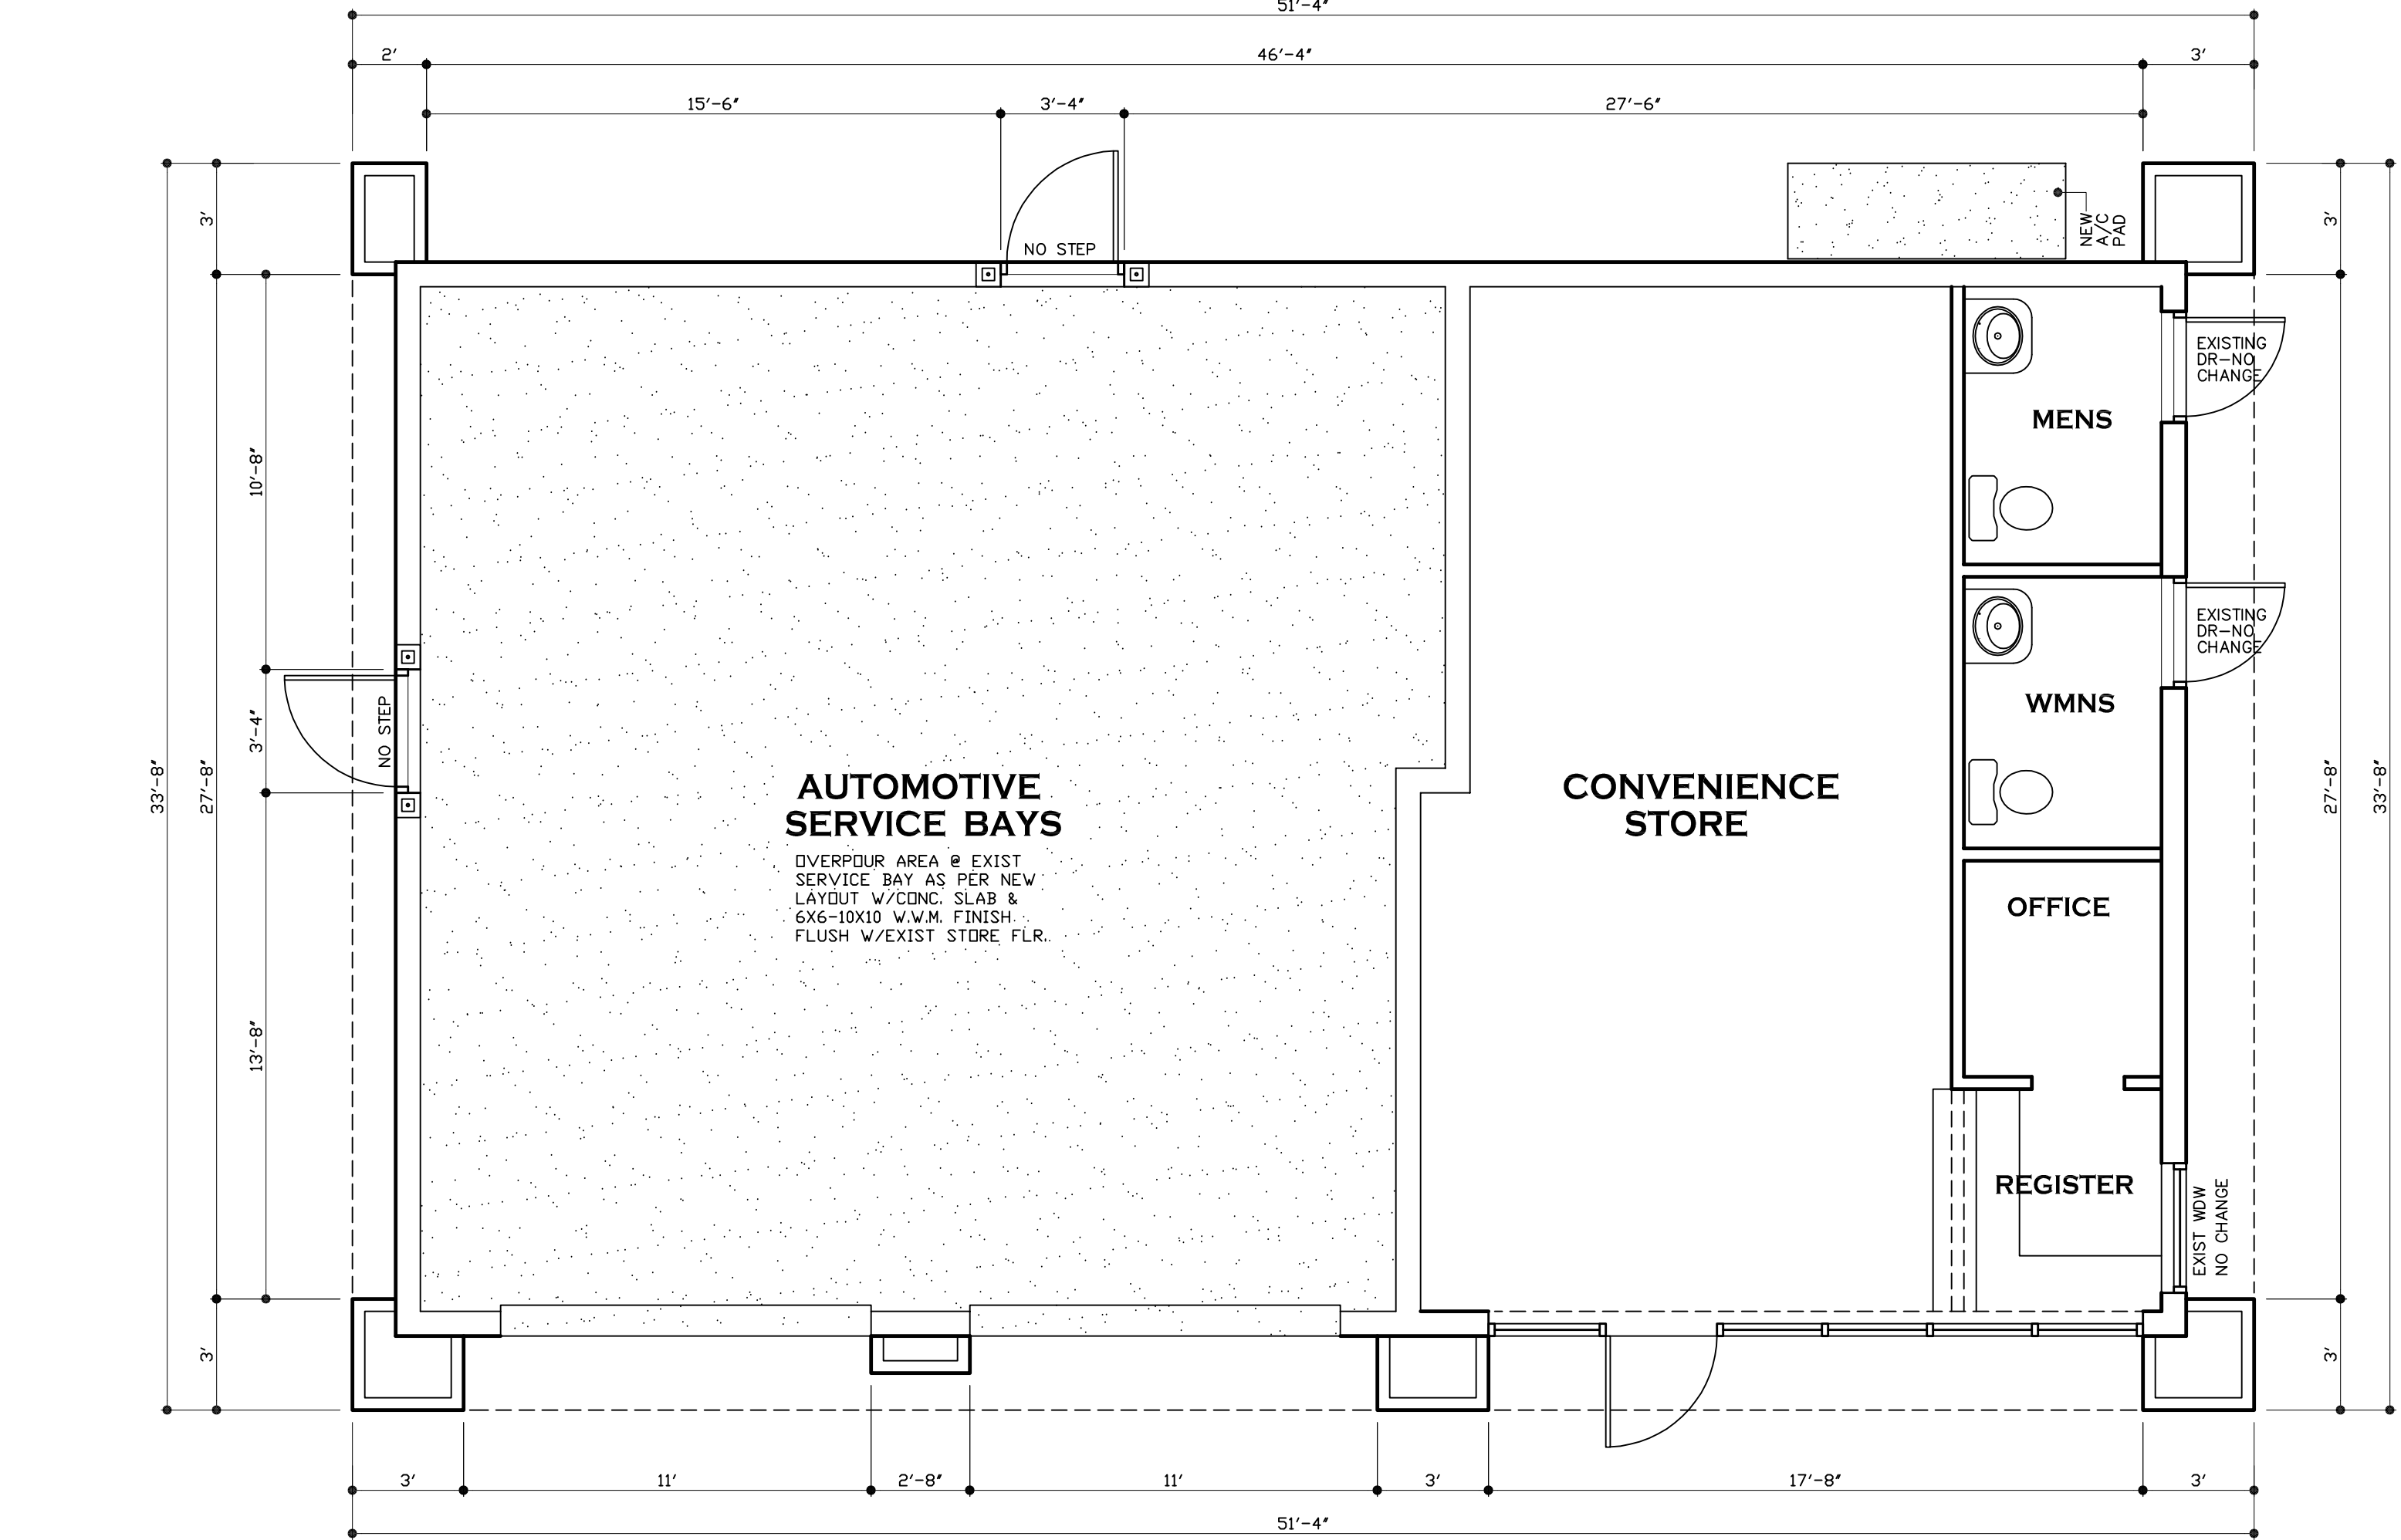 51'-4"
2'
46'-4"
3'
15'-6"
3'-4"
27'-6"
3'
NO STEP
NEW
A/C
PAD
3'
EXISTING
DR-NO
CHANGE
MENS
10'-8"
EXISTING
DR-NO
CHANGE
WMNS
NO STEP
3'-4"
33'-8"
27'-8"
AUTOMOTIVE
SERVICE BAYS
OVERPOUR AREA @ EXIST
SERVICE BAY AS PER NEW
LAYOUT W/CONC. SLAB &
6X6-10X10 W.W.M. FINISH
FLUSH W/EXIST STORE FLR.
CONVENIENCE
STORE
27'-8"
33'-8"
OFFICE
13'-8"
REGISTER
EXIST WDW
NO CHANGE
3'
3'
3'
11'
2'-8"
11'
3'
17'-8"
3'
51'-4"